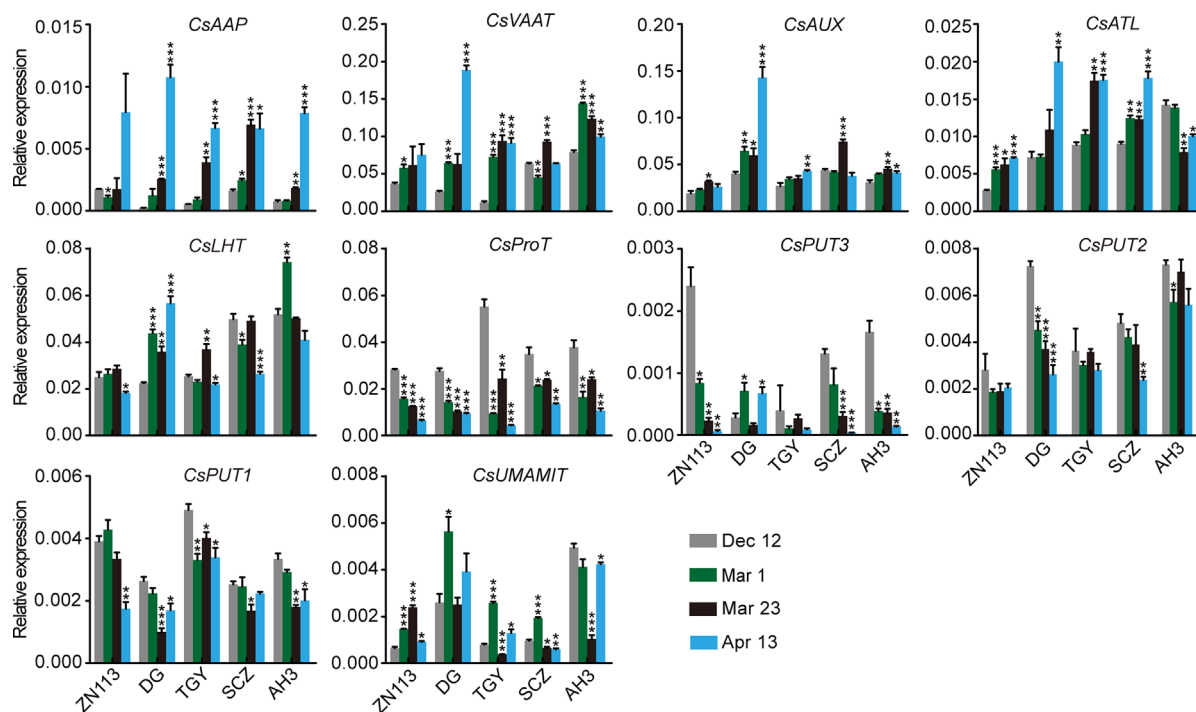 CsAAP
CsVAAT
CsAUX
CsATL
Relative expression
0.015
0.010
0.005
0.000
0.25
0.20
0.15
0.10
0.05
0.00
0.20
0.15
0.10
0.05
0.00
0.025
0.020
0.015
0.010
0.005
0.000
* *** *** *** *** *** ** * ** ***
* *** *** *** *** *** *** *** *** *** **
* *** ** *** ** *** * *
*** ** *** ** *** *** ** ** *** * *
CsLHT
CsProT
CsPUT3
CsPUT2
Relative expression
0.08
0.06
0.04
0.02
0.00
0.08
0.06
0.04
0.02
0.00
0.003
0.002
0.001
0.000
0.008
0.006
0.004
0.002
0.000
ZN113 DG TGY SCZ AH3
ZN113 DG TGY SCZ AH3
CsPUT1
CsUMAMIT
Relative expression
0.006
0.004
0.002
0.000
0.008
0.006
0.004
0.002
0.000
ZN113 DG TGY SCZ AH3
ZN113 DG TGY SCZ AH3
Dec 12
Mar 1
Mar 23
Apr 13